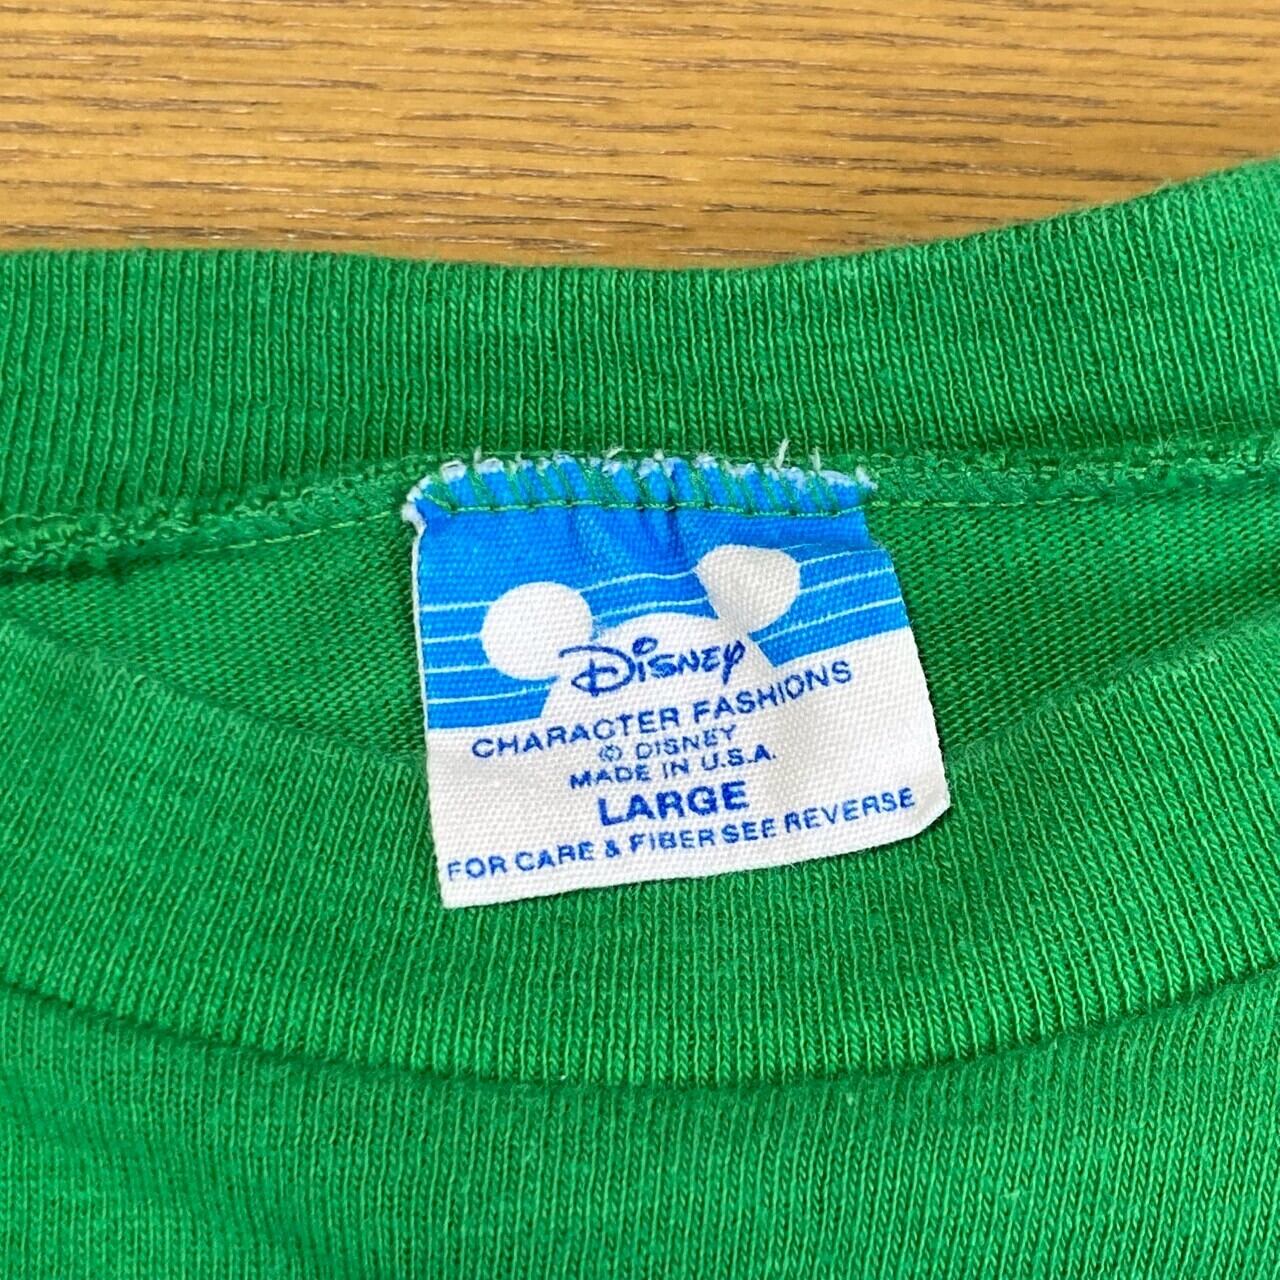 Disney
CHARACTER FASHIONS
© DISNEY
MADE IN U.S.A.
LARGE
FOR CARE & FIBER SEE REVERSE